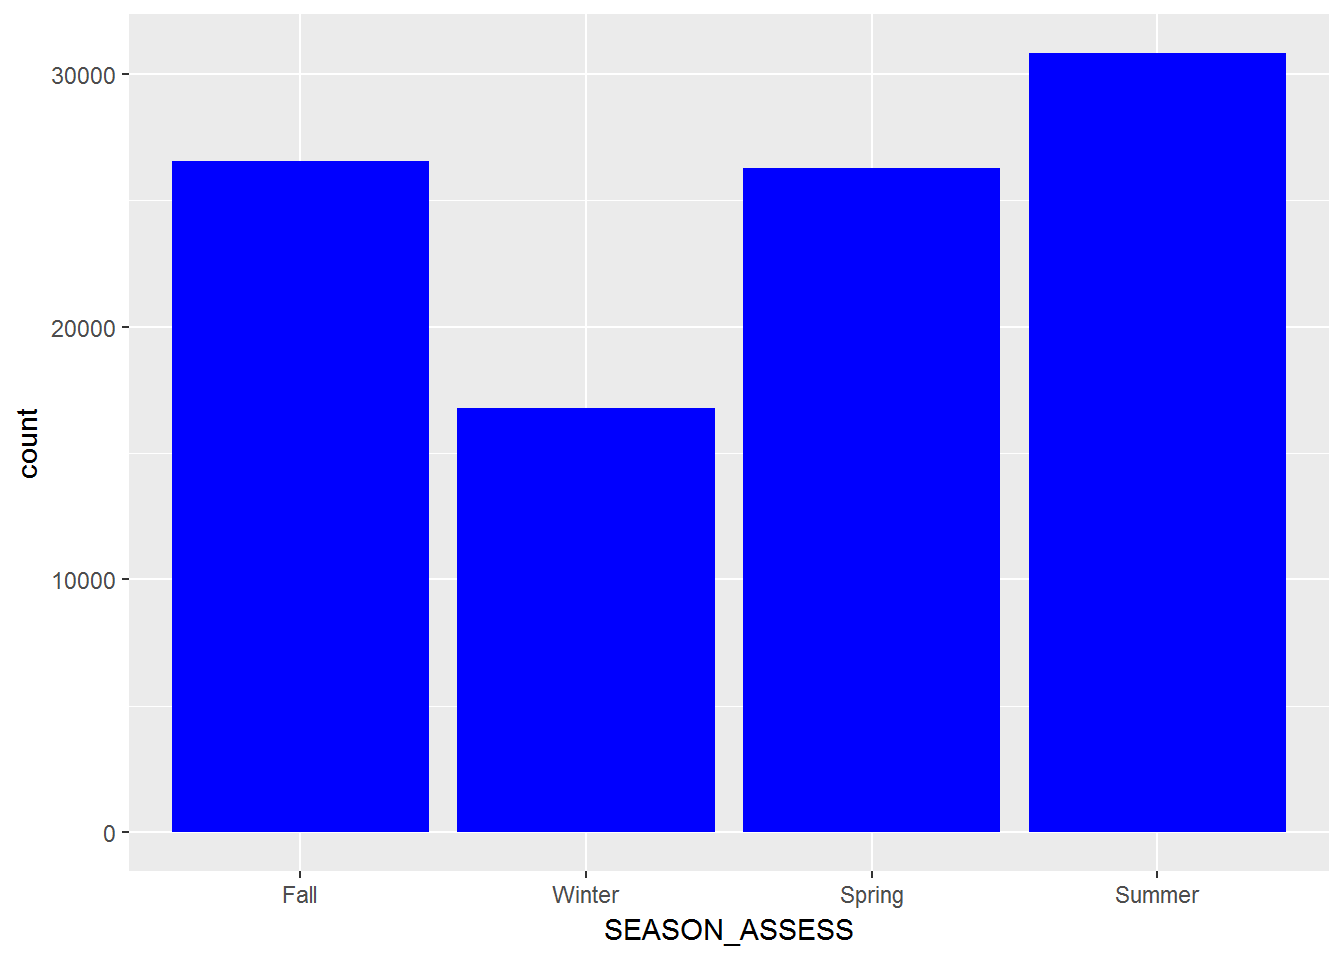 30000
20000
10000
0
count
Fall Winter Spring Summer
SEASON_ASSESS